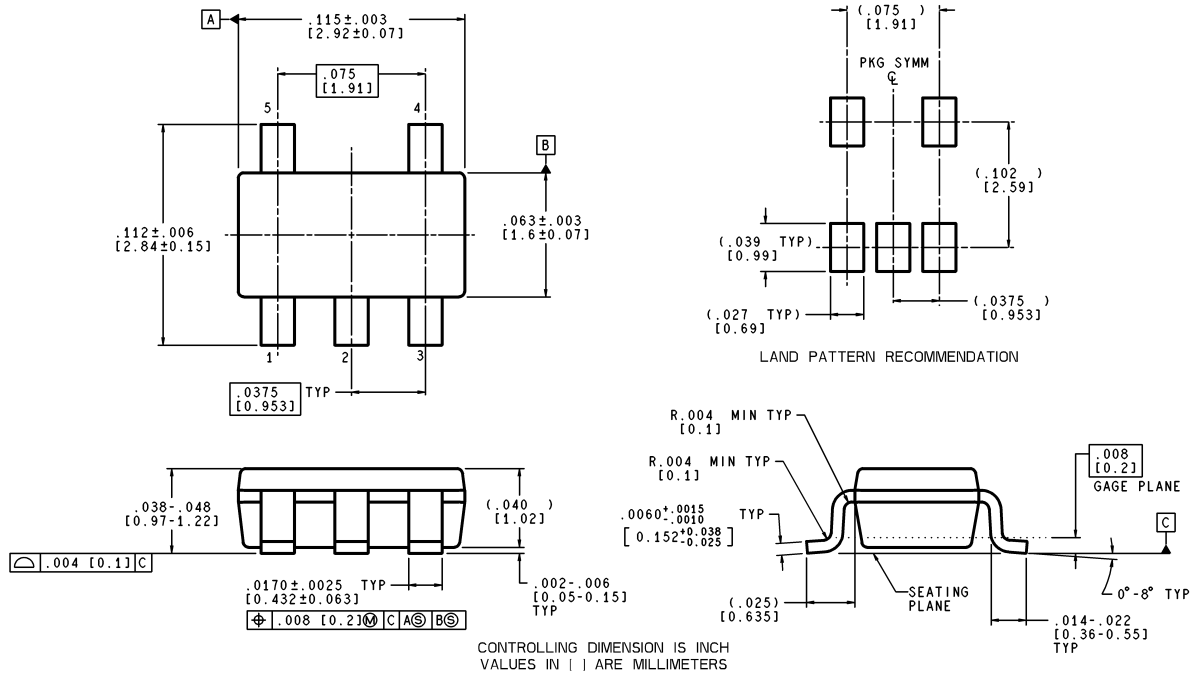 A
.115±.003
[2.92±0.07]
.075
[1.91]
5
4
B
.112±.006
[2.84±0.15]
.063±.003
[1.6±0.07]
1
2
3
.0375 TYP
[0.953]
(.075 )
[1.91]
PKG SYMM
℄
(.102 )
[2.59]
(.039 TYP)
[0.99]
(.027 TYP)
[0.69]
(.0375 )
[0.953]
LAND PATTERN RECOMMENDATION
.038-.048
[0.97-1.22]
(.040 )
[1.02]
.004 [0.1] C
.0170±.0025 TYP
[0.432±0.063]
⌖ .008 [0.2]Ⓜ C AⓈ BⓈ
.002-.006
[0.05-0.15]
TYP
R.004 MIN TYP
[0.1]
R.004 MIN TYP
[0.1]
.0060+.0015 -.0010 TYP
[0.152+0.038 -0.025]
.008
[0.2]
GAGE PLANE
C
SEATING
PLANE
(.025)
[0.635]
0°-8° TYP
.014-.022
[0.36-0.55]
TYP
CONTROLLING DIMENSION IS INCH
VALUES IN [ ] ARE MILLIMETERS